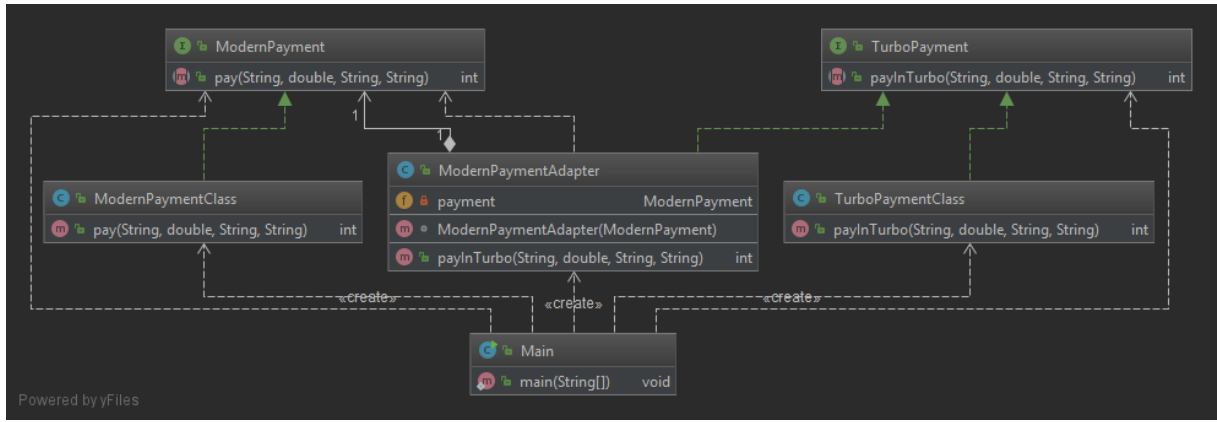 ModernPayment
pay(String, double, String, String) int
TurboPayment
payInTurbo(String, double, String, String) int
1
1
ModernPaymentClass
pay(String, double, String, String) int
ModernPaymentAdapter
payment ModernPayment
ModernPaymentAdapter(ModernPayment)
payInTurbo(String, double, String, String) int
TurboPaymentClass
payInTurbo(String, double, String, String) int
«create»
«create»
«create»
Main
main(String[]) void
Powered by yFiles